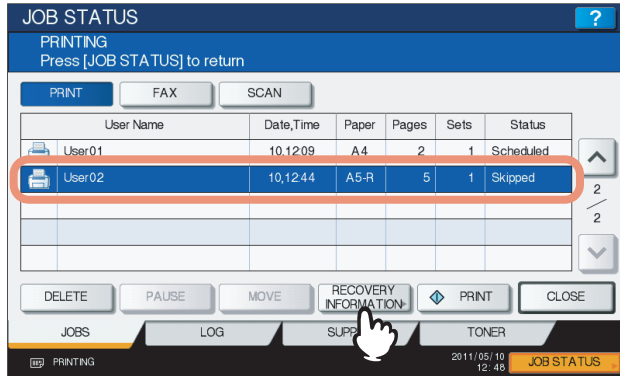 JOB STATUS
?
PRINTING
Press [JOB STATUS] to return
PRINT FAX SCAN
User Name Date,Time Paper Pages Sets Status
User01 10,12:09 A4 2 1 Scheduled
User02 10,12:44 A5-R 5 1 Skipped
2
2
DELETE PAUSE MOVE RECOVERY INFORMATION PRINT CLOSE
JOBS LOG SUPP TONER
PRINTING 2011/05/10
12:48
JOB STATUS